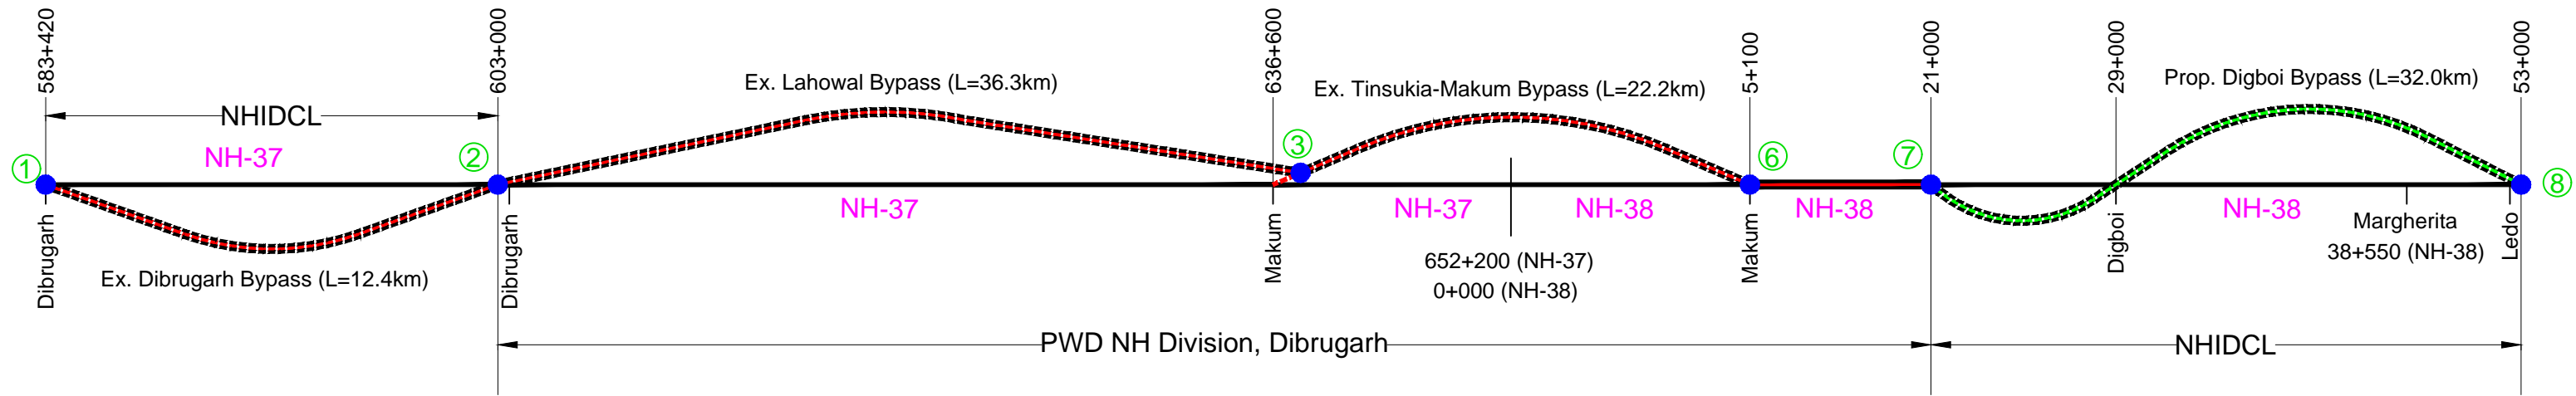 583+420
603+000
636+600
5+100
21+000
29+000
53+000
Ex. Lahowal Bypass (L=36.3km)
Ex. Tinsukia-Makum Bypass (L=22.2km)
Prop. Digboi Bypass (L=32.0km)
NHIDCL
NH-37
1
2
3
6
7
8
NH-37
NH-37
NH-38
NH-38
NH-38
Dibrugarh
Dibrugarh
Makum
Makum
Digboi
Margherita
38+550 (NH-38)
Ledo
Ex. Dibrugarh Bypass (L=12.4km)
652+200 (NH-37)
0+000 (NH-38)
PWD NH Division, Dibrugarh
NHIDCL